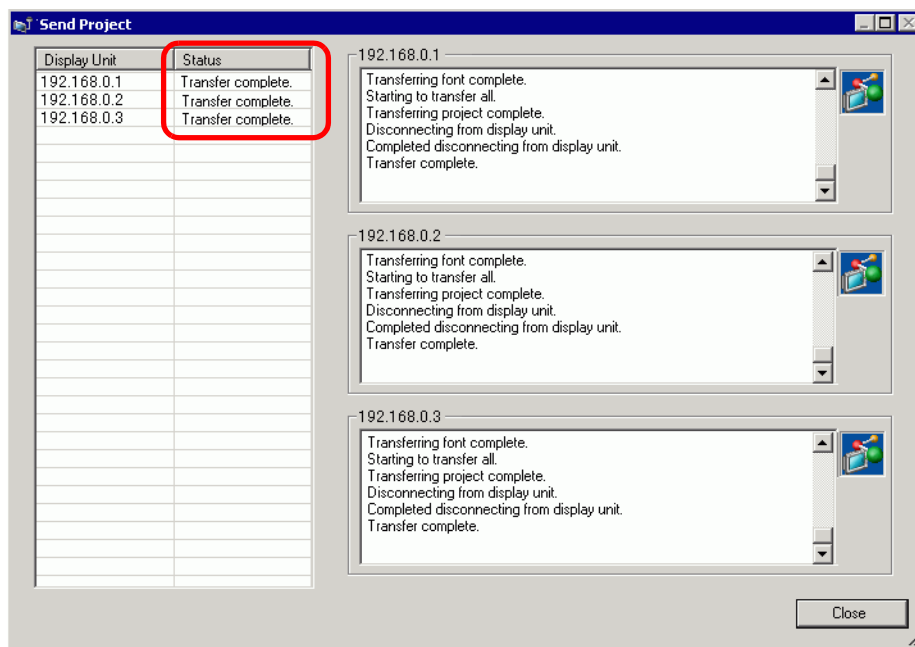 Send Project
Display Unit Status
192.168.0.1 Transfer complete.
192.168.0.2 Transfer complete.
192.168.0.3 Transfer complete.
192.168.0.1
Transferring font complete.
Starting to transfer all.
Transferring project complete.
Disconnecting from display unit.
Completed disconnecting from display unit.
Transfer complete.
192.168.0.2
Transferring font complete.
Starting to transfer all.
Transferring project complete.
Disconnecting from display unit.
Completed disconnecting from display unit.
Transfer complete.
192.168.0.3
Transferring font complete.
Starting to transfer all.
Transferring project complete.
Disconnecting from display unit.
Completed disconnecting from display unit.
Transfer complete.
Close